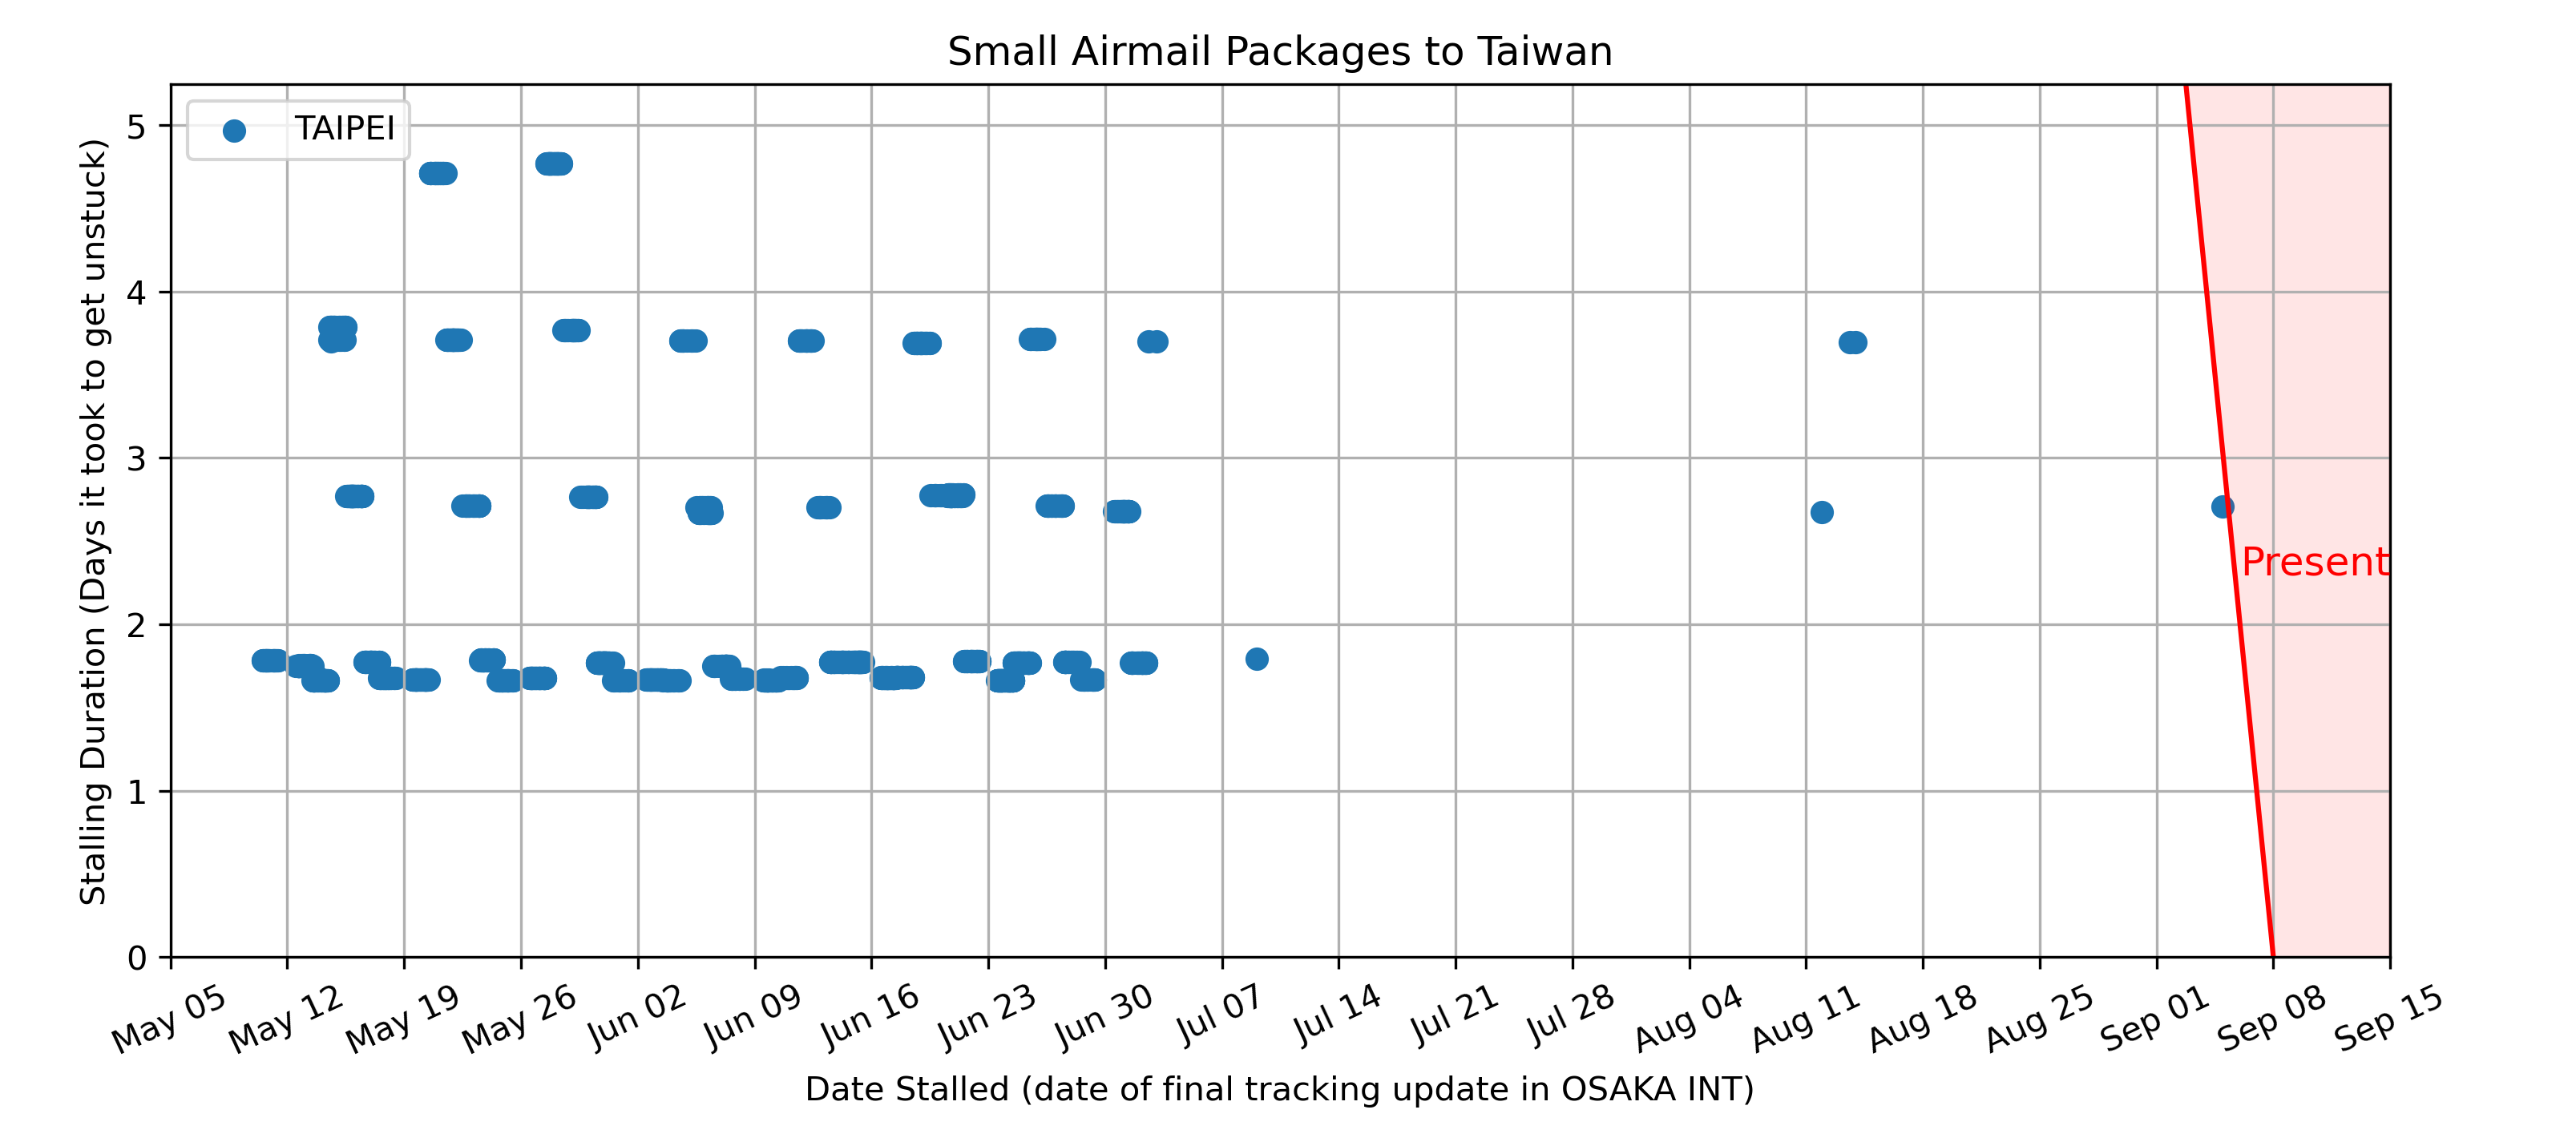 Small Airmail Packages to Taiwan
TAIPEI
Stalling Duration (Days it took to get unstuck)
5
4
3
2
1
0
Present
May 05
May 12
May 19
May 26
Jun 02
Jun 09
Jun 16
Jun 23
Jun 30
Jul 07
Jul 14
Jul 21
Jul 28
Aug 04
Aug 11
Aug 18
Aug 25
Sep 01
Sep 08
Sep 15
Date Stalled (date of final tracking update in OSAKA INT)